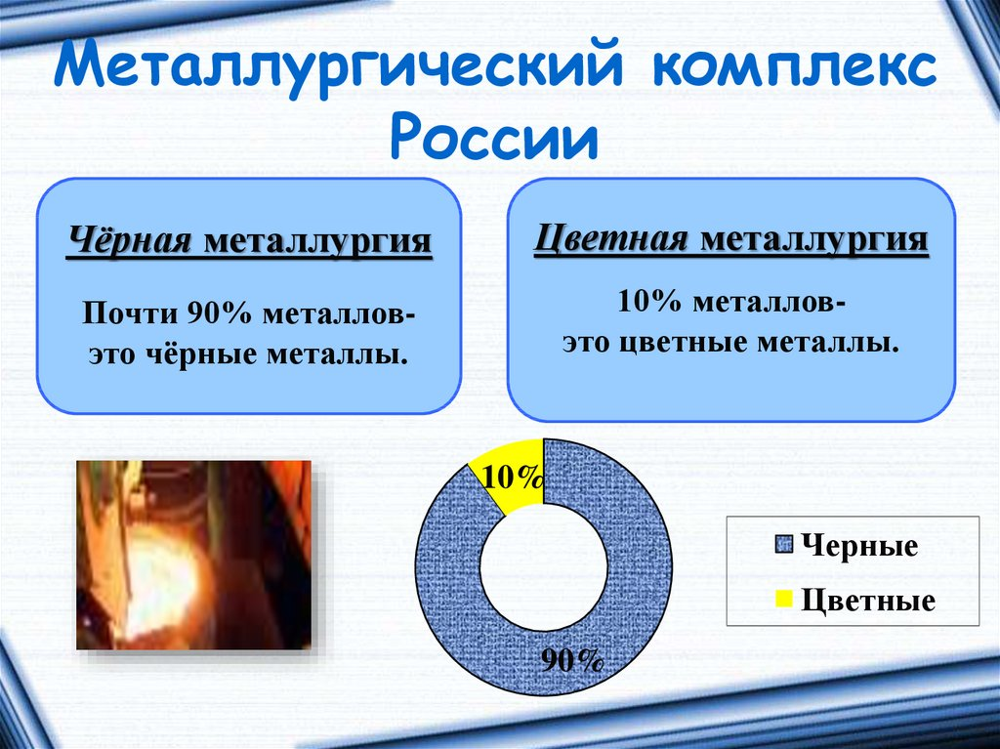 Металлургический комплекс
России
Чёрная металлургия
Почти 90% металлов-
это чёрные металлы.
Цветная металлургия
10% металлов-
это цветные металлы.
10%
90%
Черные
Цветные